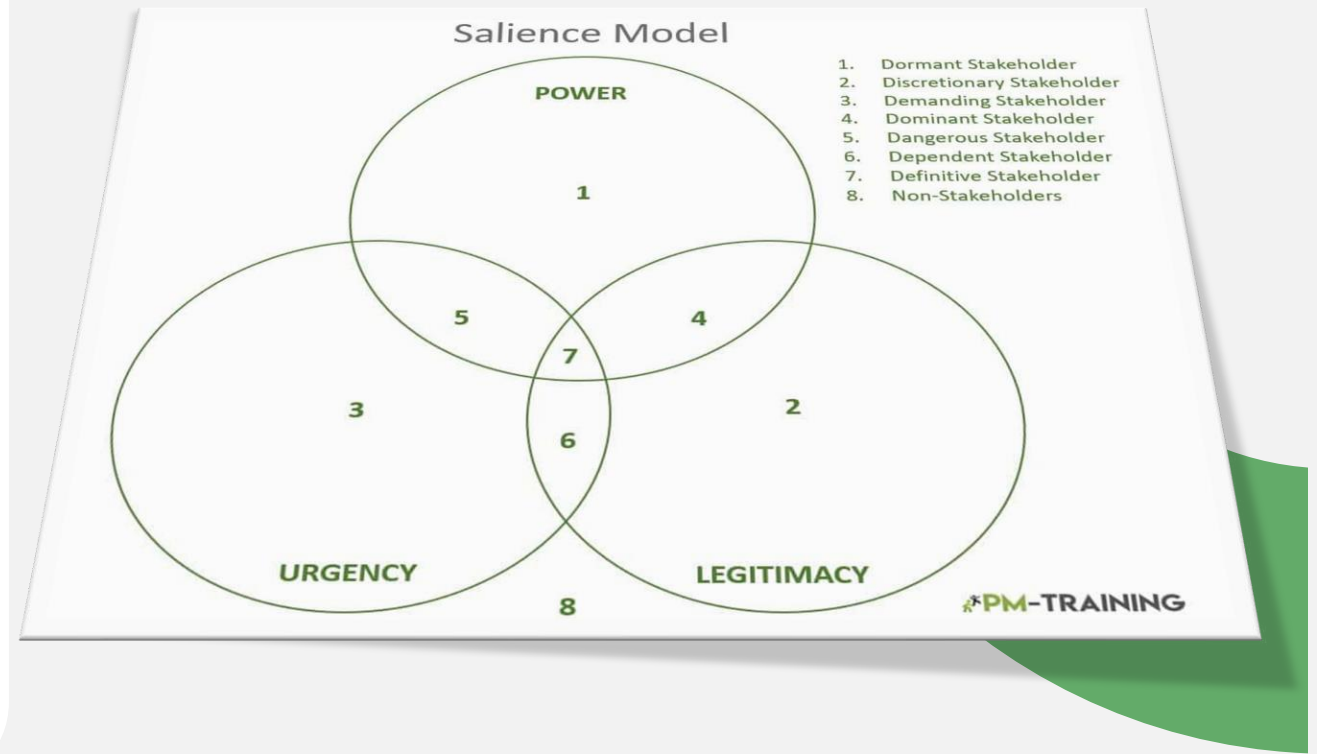 Salience Model
POWER
1
1. Dormant Stakeholder
2. Discretionary Stakeholder
3. Demanding Stakeholder
4. Dominant Stakeholder
5. Dangerous Stakeholder
6. Dependent Stakeholder
7. Definitive Stakeholder
8. Non-Stakeholders
5
4
7
3
2
6
URGENCY
LEGITIMACY
8
PM-TRAINING